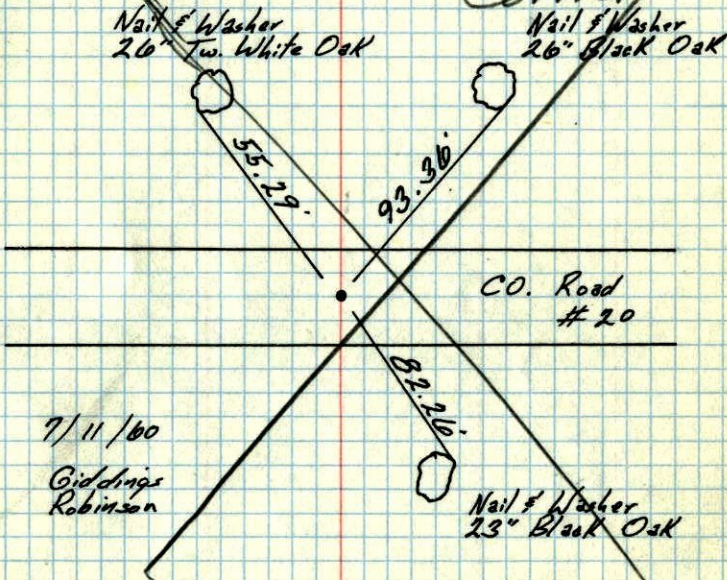 Corner
Nail & Washer
26" Tw. White Oak
Nail & Washer
26" Black Oak
55.29'
93.36'
CO. Road
# 20
82.26'
7/11/60
Giddings
Robinson
Nail & Washer
23" Black Oak